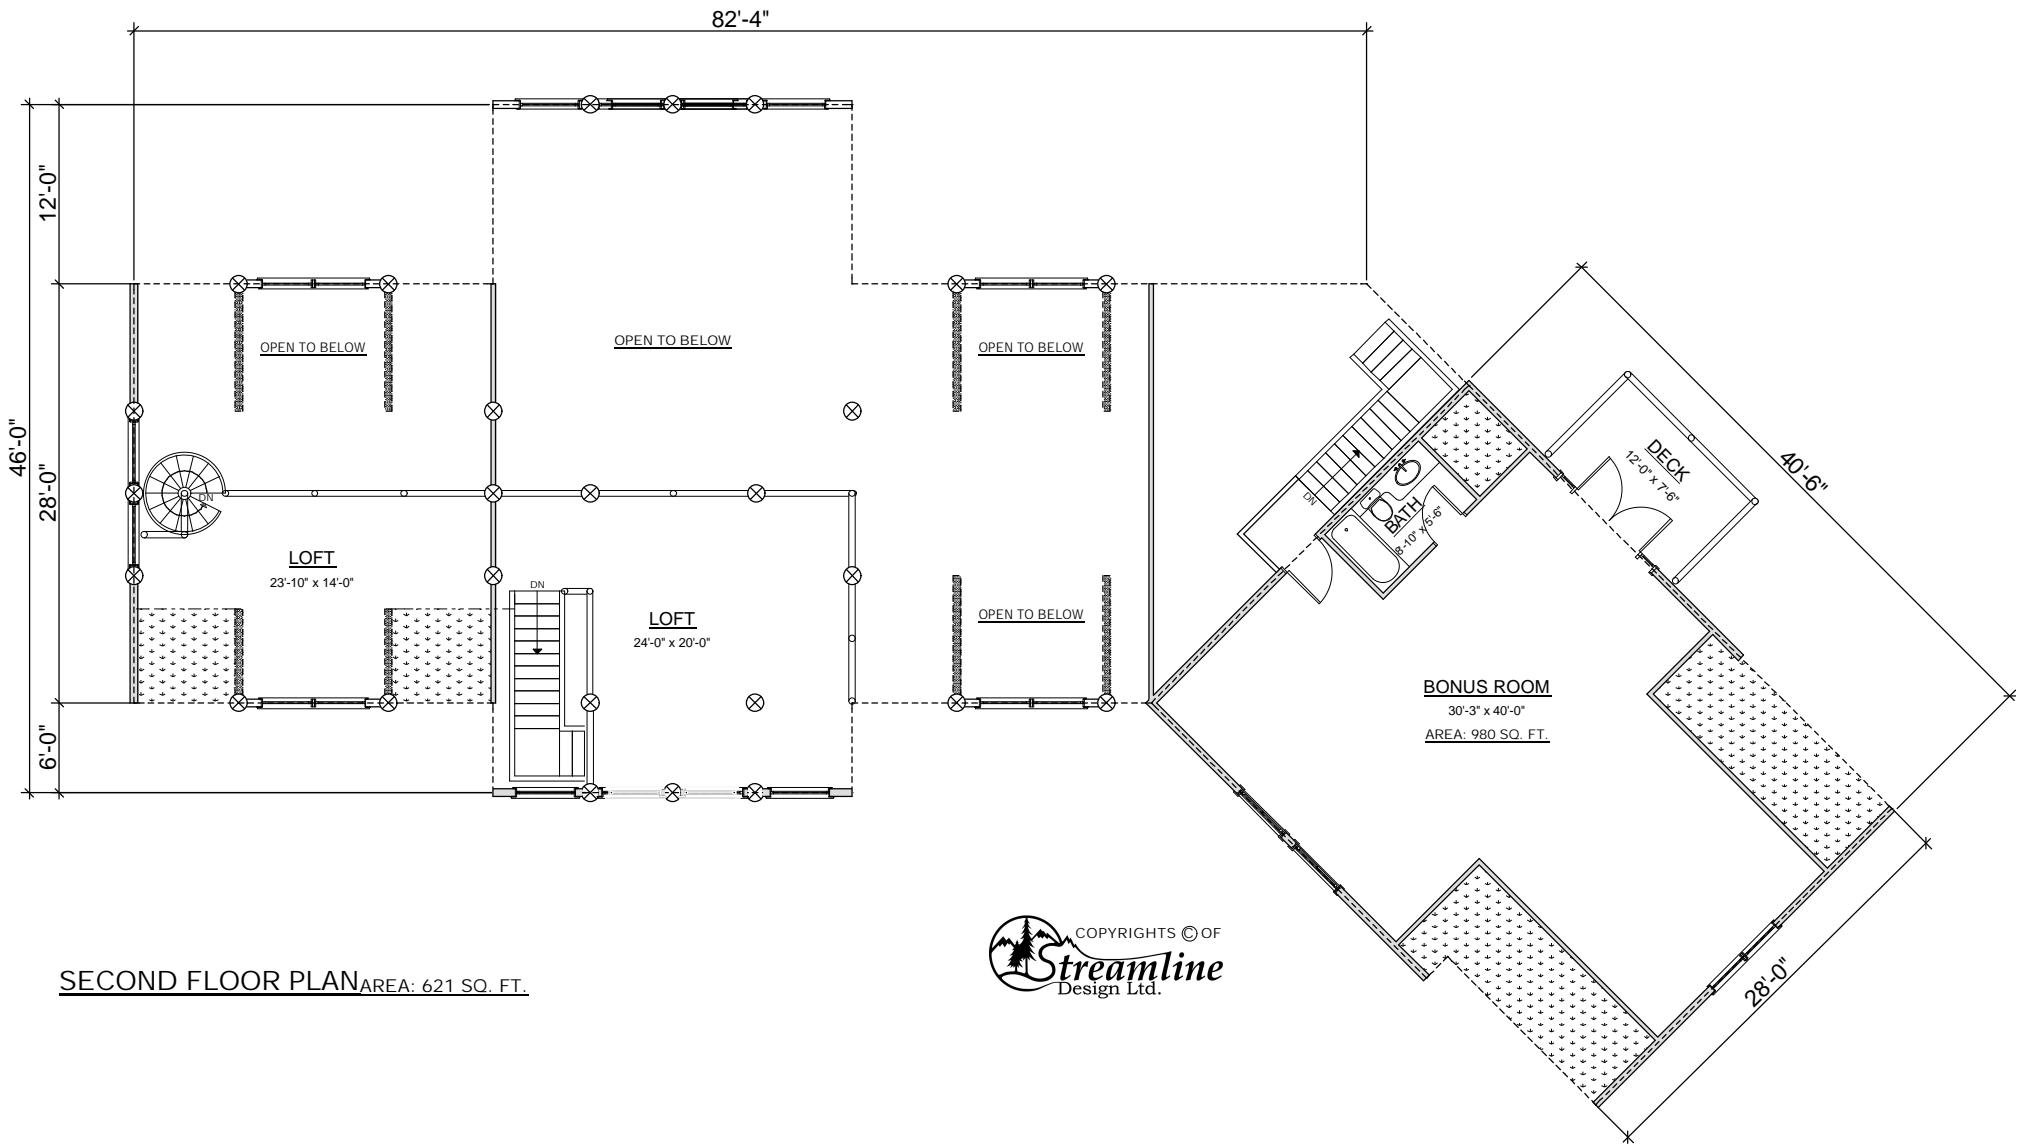 82'-4"
12'-0"
46'-0"
28'-0"
6'-0"
OPEN TO BELOW
OPEN TO BELOW
OPEN TO BELOW
DN
LOFT
23'-10" x 14'-0"
DN
LOFT
24'-0" x 20'-0"
OPEN TO BELOW
DN
BATH
8'-10" x 5'-6"
DECK
12'-0" x 7'-6"
40'-6"
BONUS ROOM
30'-3" x 40'-0"
AREA: 980 SQ. FT.
28'-0"
COPYRIGHTS © OF
Streamline
Design Ltd.
SECOND FLOOR PLAN AREA: 621 SQ. FT.